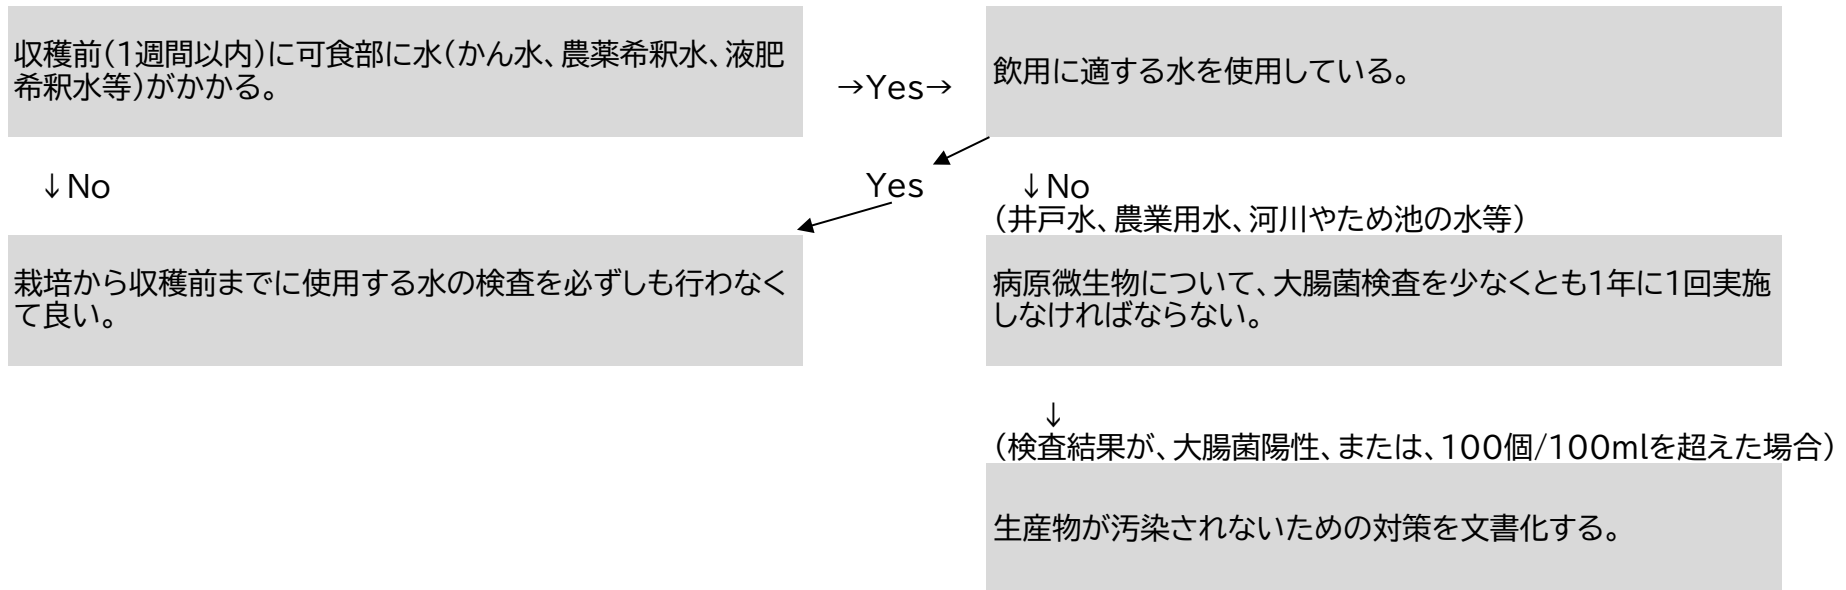 収穫前（1週間以内）に可食部に水（かん水、農薬希釈水、液肥
希釈水等）がかかる。
→Yes→
飲用に適する水を使用している。
↓No
Yes
↓No
（井戸水、農業用水、河川やため池の水等）
栽培から収穫前までに使用する水の検査を必ずしも行わなく
て良い。
病原微生物について、大腸菌検査を少なくとも1年に1回実施
しなければならない。
↓
（検査結果が、大腸菌陽性、または、100個/100mlを超えた場合）
生産物が汚染されないための対策を文書化する。